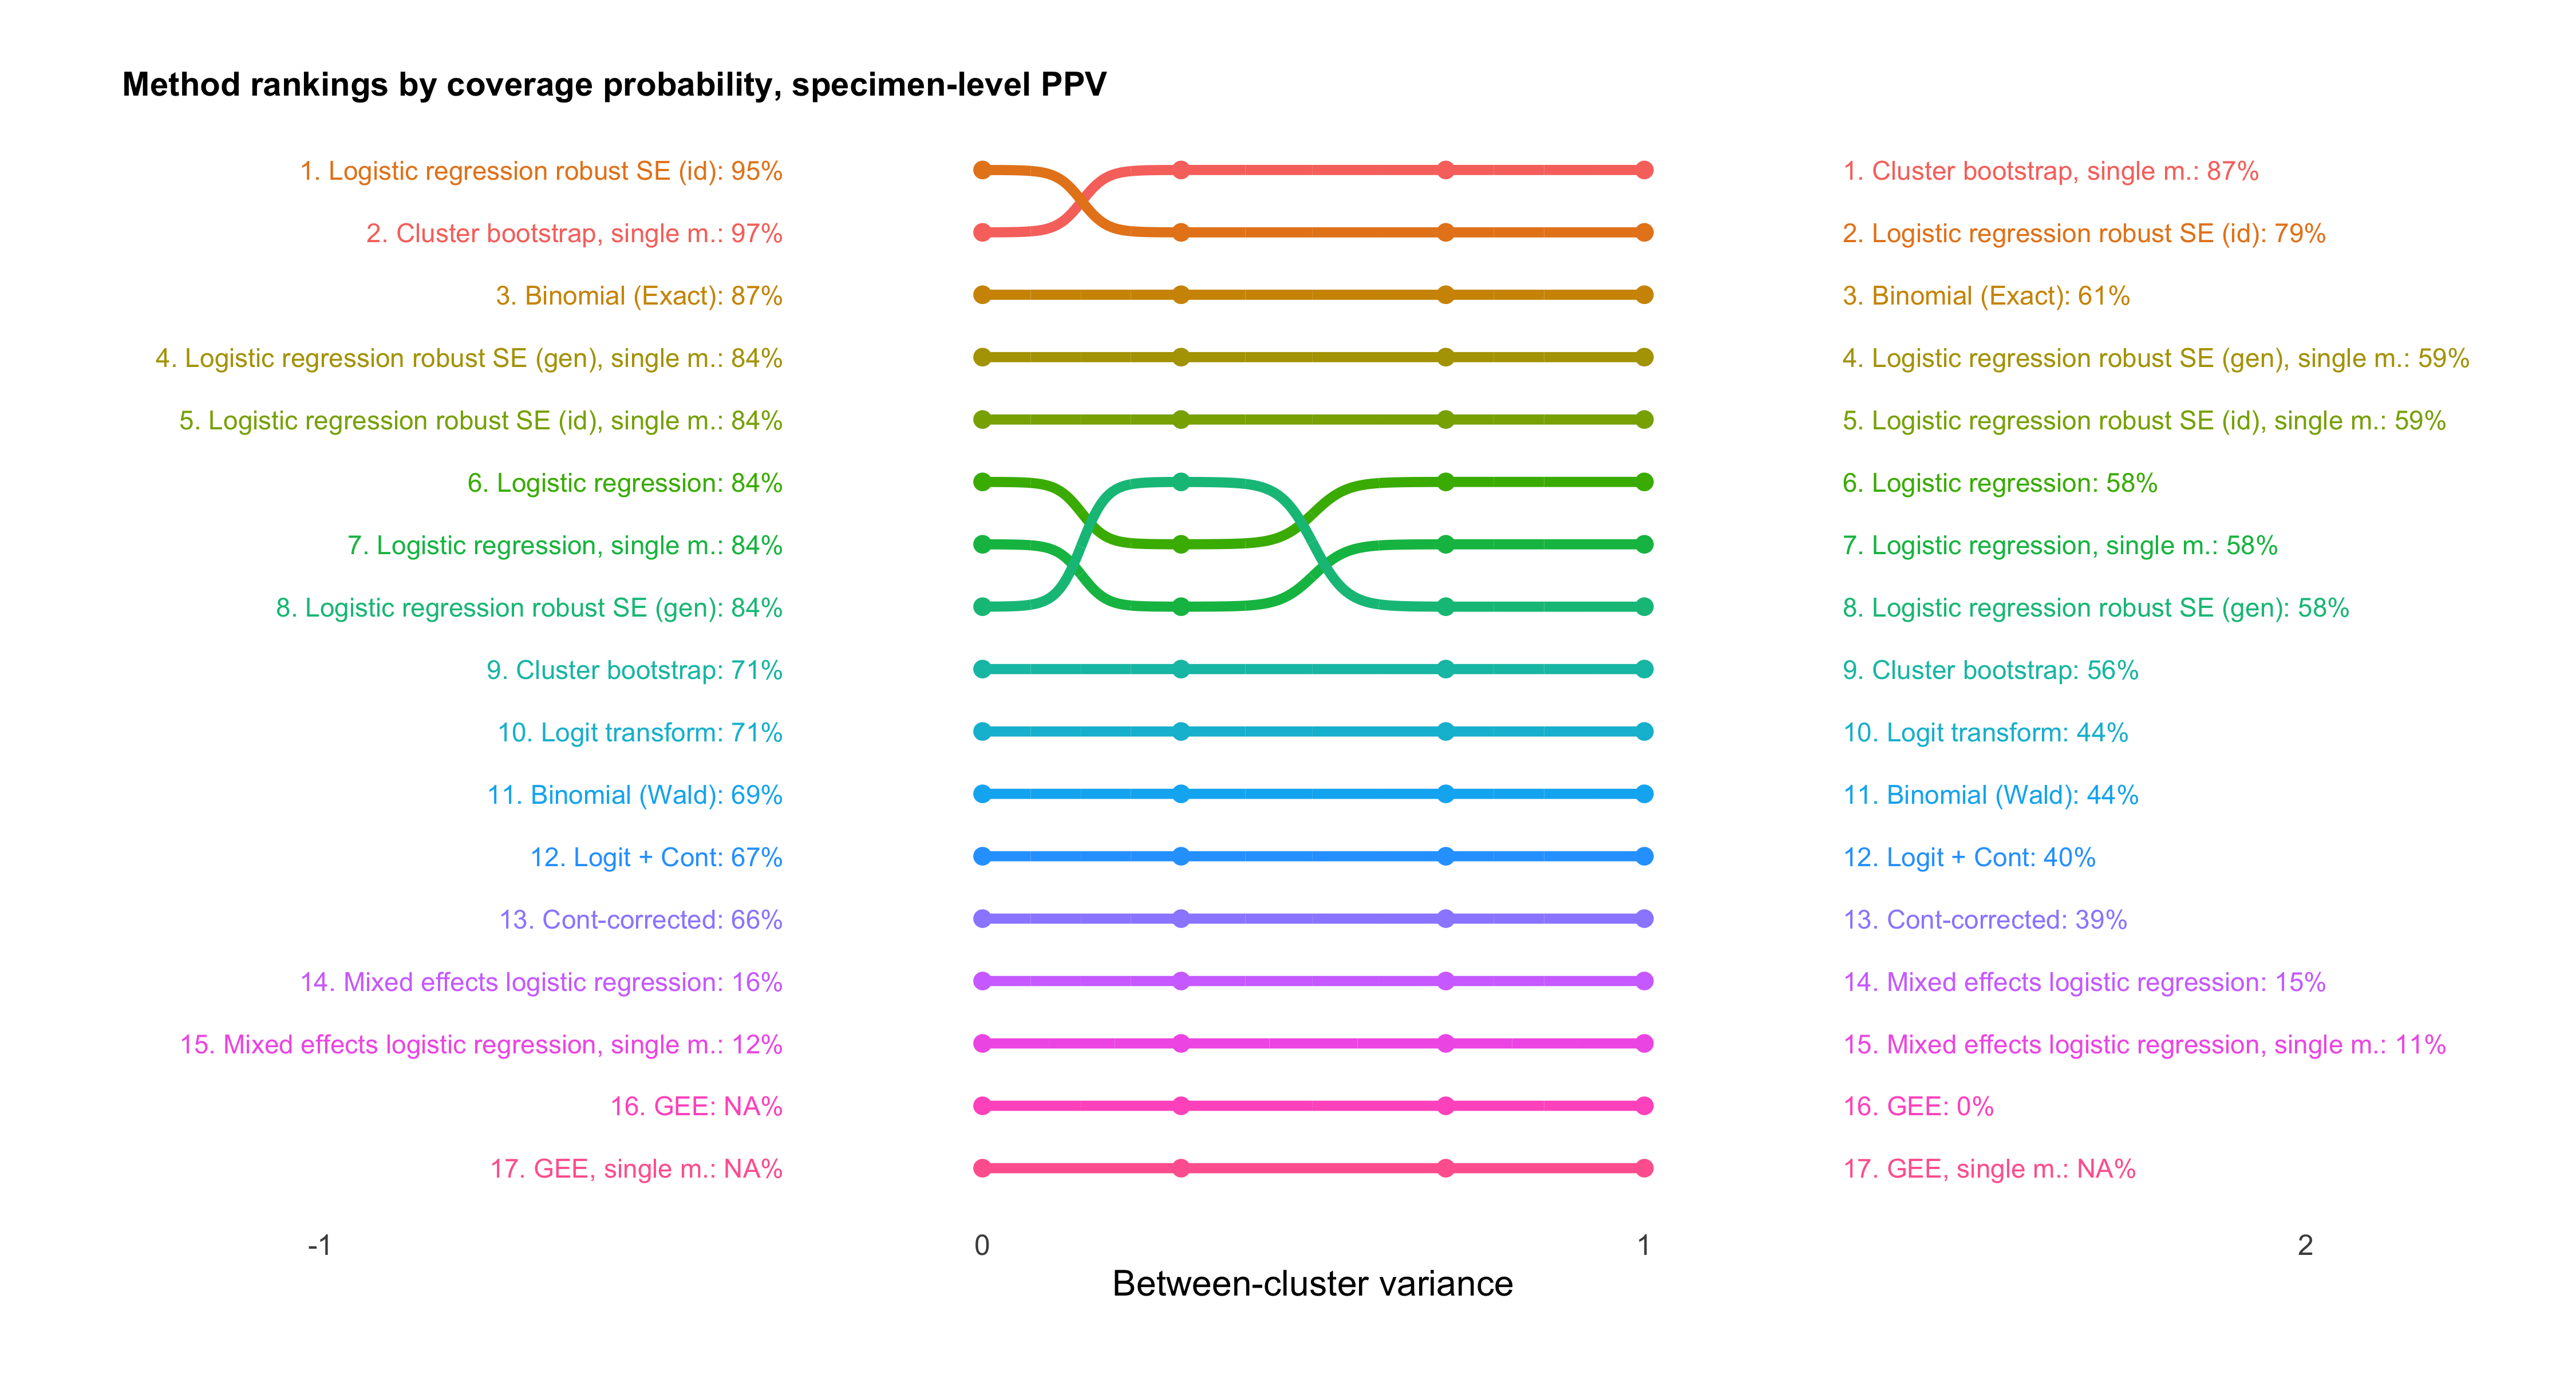 Method rankings by coverage probability, specimen-level PPV
1. Logistic regression robust SE (id): 95%
2. Cluster bootstrap, single m.: 97%
3. Binomial (Exact): 87%
4. Logistic regression robust SE (gen), single m.: 84%
5. Logistic regression robust SE (id), single m.: 84%
6. Logistic regression: 84%
7. Logistic regression, single m.: 84%
8. Logistic regression robust SE (gen): 84%
9. Cluster bootstrap: 71%
10. Logit transform: 71%
11. Binomial (Wald): 69%
12. Logit + Cont: 67%
13. Cont-corrected: 66%
14. Mixed effects logistic regression: 16%
15. Mixed effects logistic regression, single m.: 12%
16. GEE: NA%
17. GEE, single m.: NA%
1. Cluster bootstrap, single m.: 87%
2. Logistic regression robust SE (id): 79%
3. Binomial (Exact): 61%
4. Logistic regression robust SE (gen), single m.: 59%
5. Logistic regression robust SE (id), single m.: 59%
6. Logistic regression: 58%
7. Logistic regression, single m.: 58%
8. Logistic regression robust SE (gen): 58%
9. Cluster bootstrap: 56%
10. Logit transform: 44%
11. Binomial (Wald): 44%
12. Logit + Cont: 40%
13. Cont-corrected: 39%
14. Mixed effects logistic regression: 15%
15. Mixed effects logistic regression, single m.: 11%
16. GEE: 0%
17. GEE, single m.: NA%
-1 0 1 2
Between-cluster variance